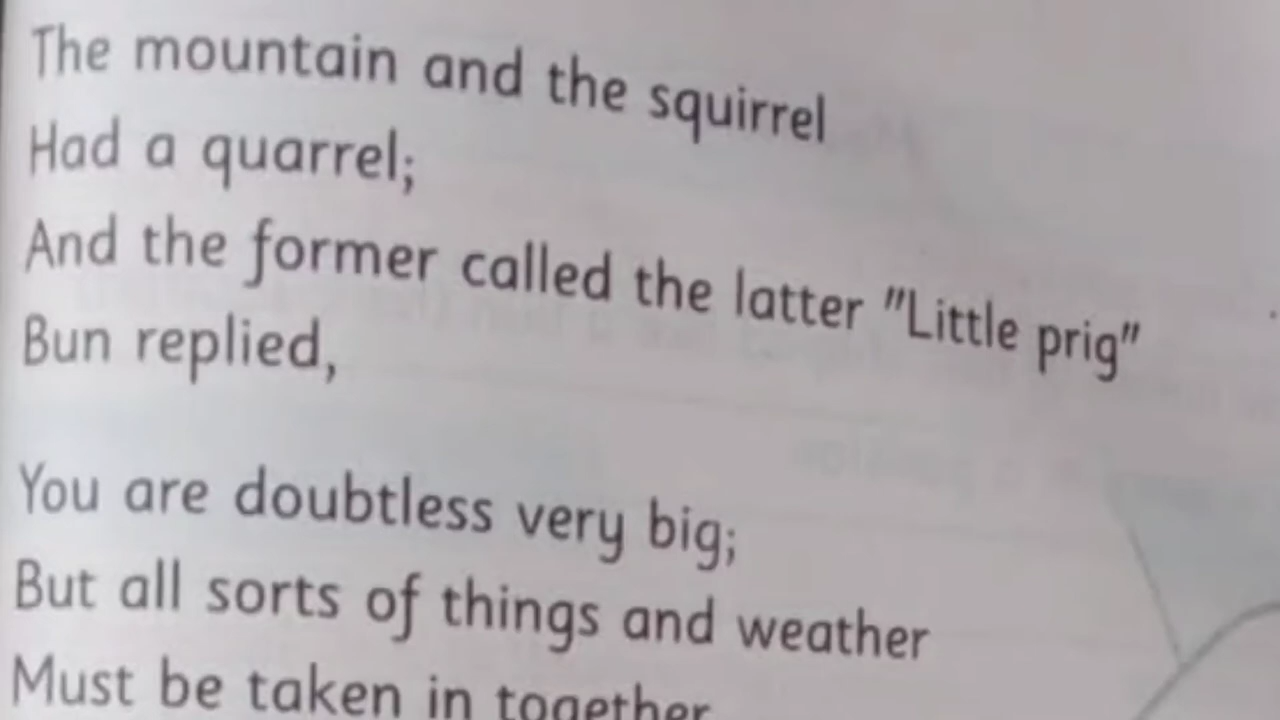 The mountain and the squirrel
Had a quarrel;
And the former called the latter "Little prig"
Bun replied,
You are doubtless very big;
But all sorts of things and weather
Must be taken in together